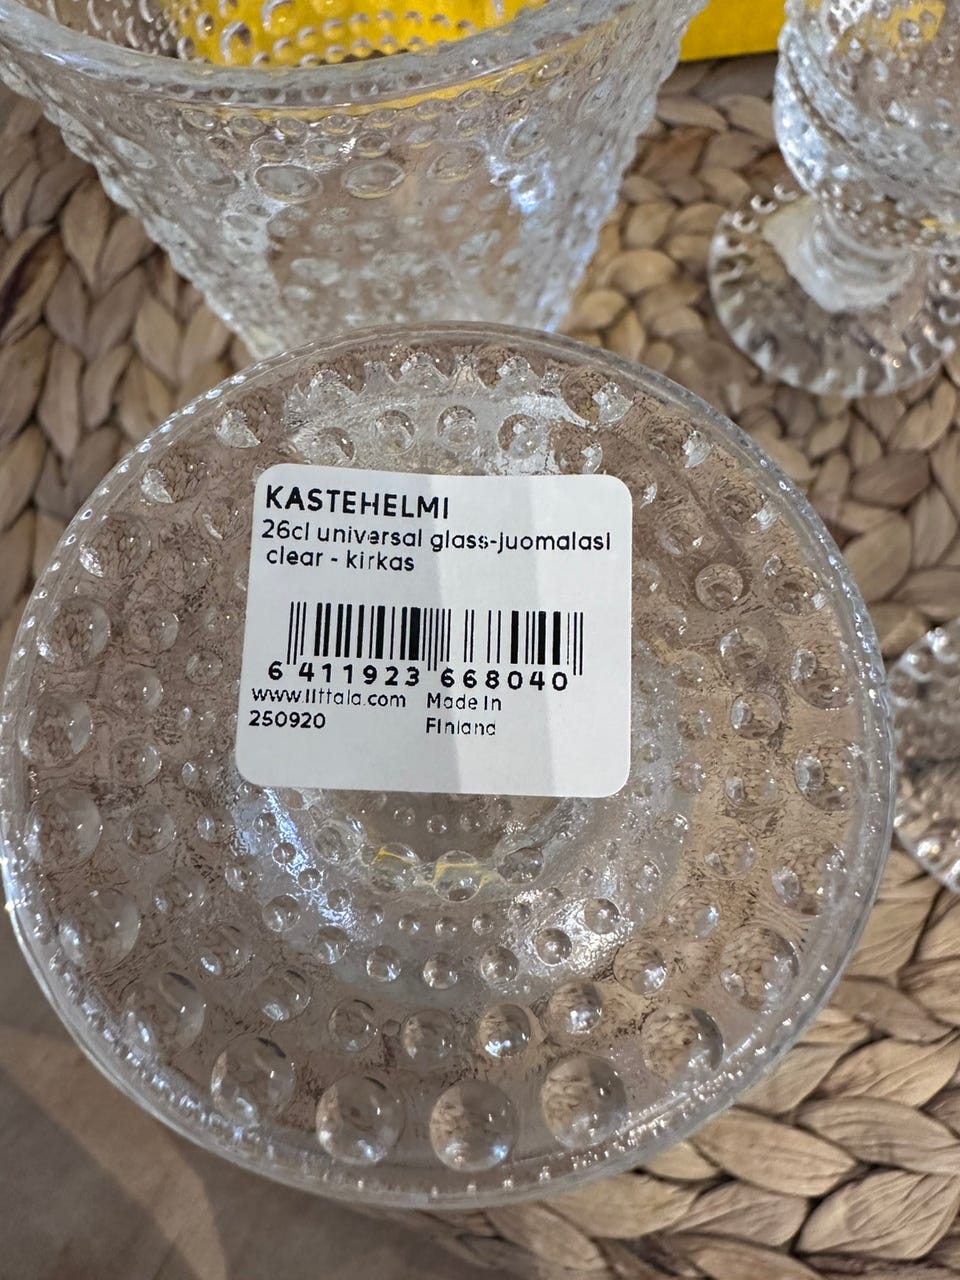 KASTEHELMI
26cl universal glass-juomalasi
clear - kirkas
6 411923 668040
www.iittala.com Made in
250920 Finland